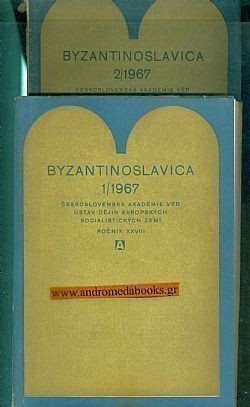 BYZANTINOSLAVICA
2/1967
ČESKOSLOVENSKÁ AKADEMIE VĚD
BYZANTINOSLAVICA
1/1967
ČESKOSLOVENSKÁ AKADEMIE VĚD
ÚSTAV DĚJIN EVROPSKÝCH
SOCIALISTICKÝCH ZEMÍ
ROČNÍK XXVIII
A
www.andromedabooks.gr